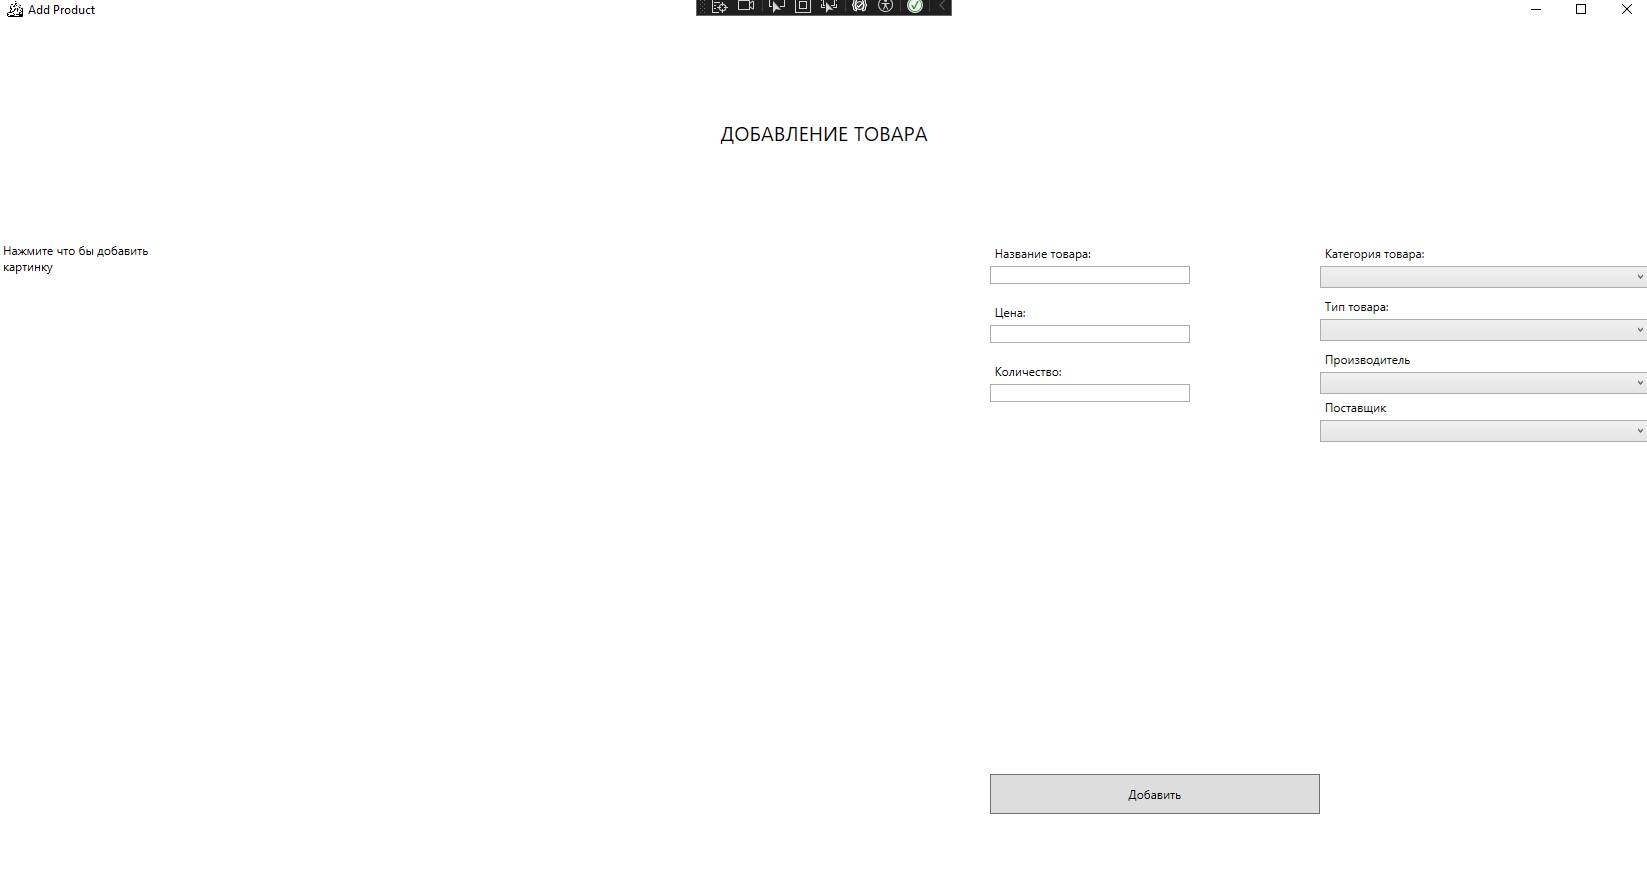 Add Product
ДОБАВЛЕНИЕ ТОВАРА
Нажмите что бы добавить
картинку
Название товара:
Цена:
Количество:
Категория товара:
Тип товара:
Производитель
Поставщик
Добавить